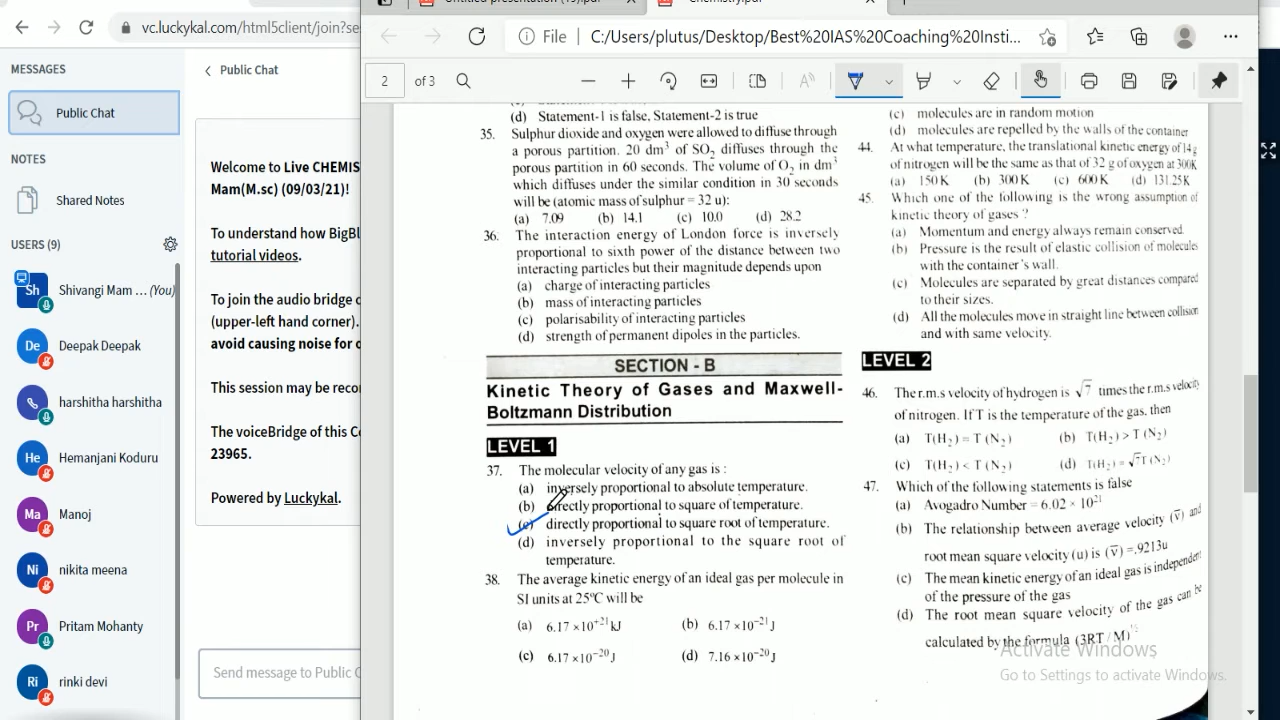 Untitled presentation (19).pdf
Chemistry.pdf
vc.luckykal.com/html5client/join?se
File
C:/Users/plutus/Desktop/Best%20IAS%20Coaching%20Insti...
2 of 3
MESSAGES
Public Chat
NOTES
Shared Notes
USERS (9)
Sh Shivangi Mam ... (You)
De Deepak Deepak
harshitha harshitha
He Hemanjani Koduru
Ma Manoj
Ni nikita meena
Pr Pritam Mohanty
Ri rinki devi
Public Chat
Welcome to Live CHEMIS
Mam(M.sc) (09/03/21)!
To understand how BigBl
tutorial videos.
To join the audio bridge c
(upper-left hand corner).
avoid causing noise for o
This session may be recor
The voiceBridge of this Co
23965.
Powered by Luckykal.
Send message to Public C
(d) Statement-1 is false, Statement-2 is true
35. Sulphur dioxide and oxygen were allowed to diffuse through
a porous partition. 20 dm³ of SO₂ diffuses through the
porous partition in 60 seconds. The volume of O₂ in dm³
which diffuses under the similar condition in 30 seconds
will be (atomic mass of sulphur = 32 u):
(a) 7.09 (b) 14.1 (c) 10.0 (d) 28.2
36. The interaction energy of London force is inversely
proportional to sixth power of the distance between two
interacting particles but their magnitude depends upon
(a) charge of interacting particles
(b) mass of interacting particles
(c) polarisability of interacting particles
(d) strength of permanent dipoles in the particles.
SECTION - B
Kinetic Theory of Gases and Maxwell-
Boltzmann Distribution
LEVEL 1
37. The molecular velocity of any gas is :
(a) inversely proportional to absolute temperature.
(b) directly proportional to square of temperature.
(c) directly proportional to square root of temperature.
(d) inversely proportional to the square root of
temperature.
38. The average kinetic energy of an ideal gas per molecule in
SI units at 25°C will be
(a) 6.17 ×10⁺²¹ kJ (b) 6.17 ×10⁻²¹ J
(c) 6.17 ×10⁻²⁰ J (d) 7.16 ×10⁻²⁰ J
(c) molecules are in random motion
(d) molecules are repelled by the walls of the container
44. At what temperature, the translational kinetic energy of 14 g
of nitrogen will be the same as that of 32 g of oxygen at 300K
(a) 150 K (b) 300 K (c) 600 K (d) 131.25K
45. Which one of the following is the wrong assumption of
kinetic theory of gases ?
(a) Momentum and energy always remain conserved.
(b) Pressure is the result of elastic collision of molecules
with the container's wall.
(c) Molecules are separated by great distances compared
to their sizes.
(d) All the molecules move in straight line between collision
and with same velocity.
LEVEL 2
46. The r.m.s velocity of hydrogen is √7 times the r.m.s velocity
of nitrogen. If T is the temperature of the gas, then
(a) T(H₂) = T (N₂) (b) T(H₂) > T (N₂)
(c) T(H₂) < T (N₂) (d) T(H₂) = √7T (N₂)
47. Which of the following statements is false
(a) Avogadro Number = 6.02 × 10²¹
(b) The relationship between average velocity (v̅) and
root mean square velocity (u) is (v̅) = .9213u
(c) The mean kinetic energy of an ideal gas is independent
of the pressure of the gas
(d) The root mean square velocity of the gas can be
calculated by the formula (3RT / M)^½
Activate Windows
Go to Settings to activate Windows.